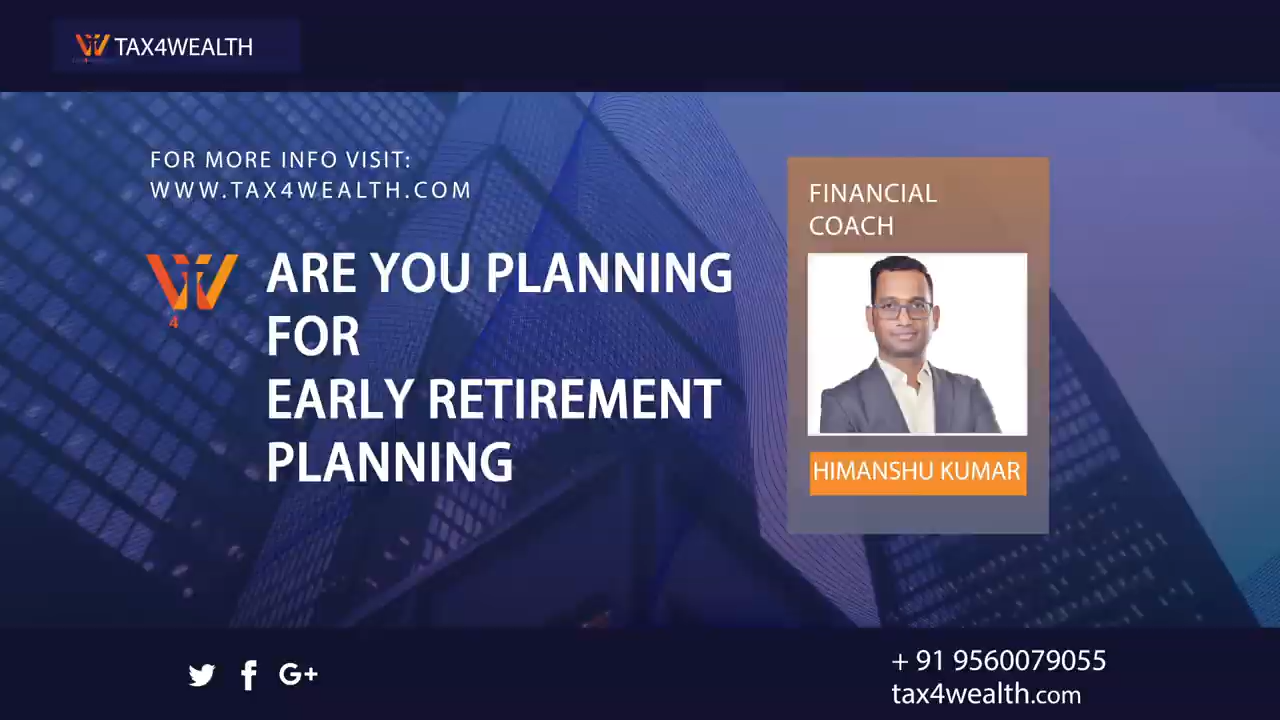 TAX4WEALTH
FOR MORE INFO VISIT:
WWW.TAX4WEALTH.COM
4
ARE YOU PLANNING
FOR
EARLY RETIREMENT
PLANNING
FINANCIAL
COACH
HIMANSHU KUMAR
G+
+ 91 9560079055
tax4wealth.com